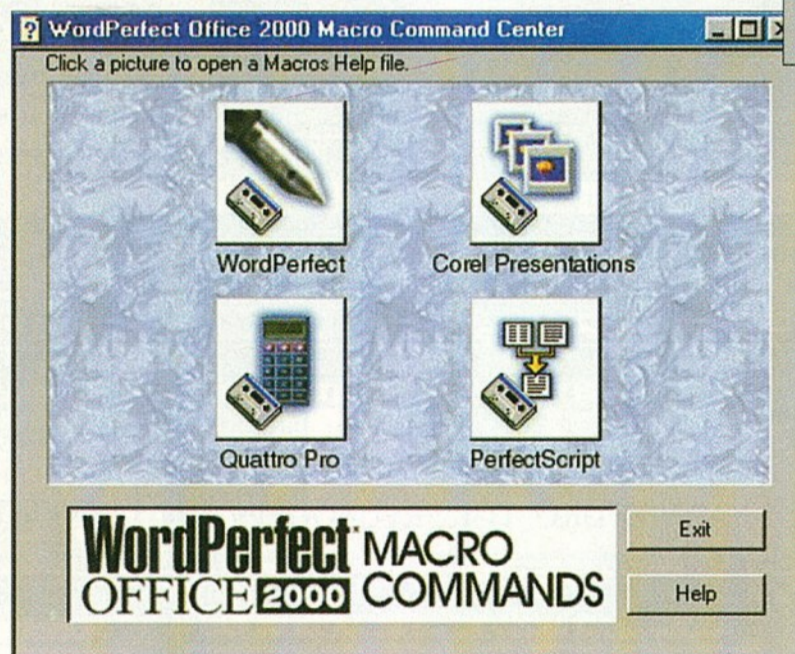 WordPerfect Office 2000 Macro Command Center
Click a picture to open a Macros Help file.
WordPerfect
Corel Presentations
Quattro Pro
PerfectScript
WordPerfect MACRO
OFFICE 2000 COMMANDS
Exit
Help